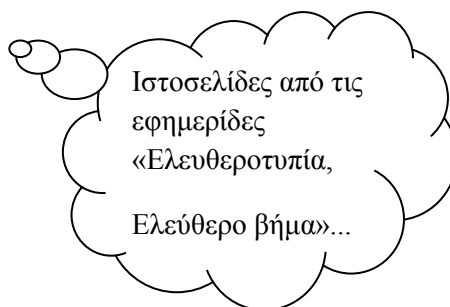 Ιστοσελίδες από τις
εφημερίδες
«Ελευθεροτυπία,
Ελεύθερο βήμα»...